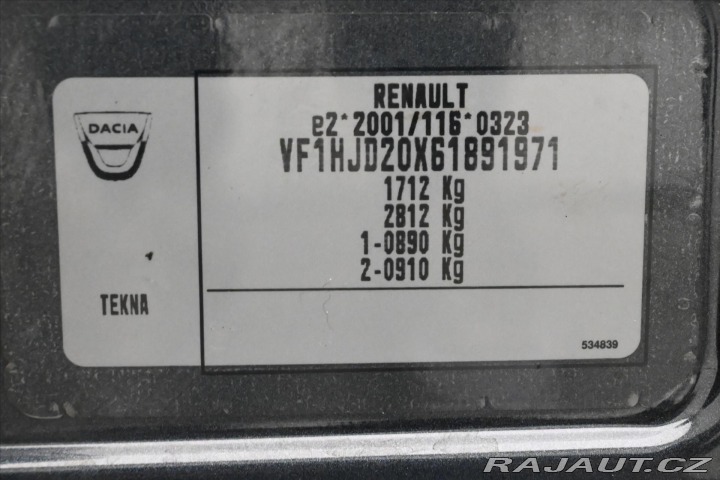 DACIA
RENAULT
e2*2001/116*0323
VF1HJD20X61891971
1712 Kg
2812 Kg
1-0890 Kg
2-0910 Kg
TEKNA
534839
RAJAUT.CZ